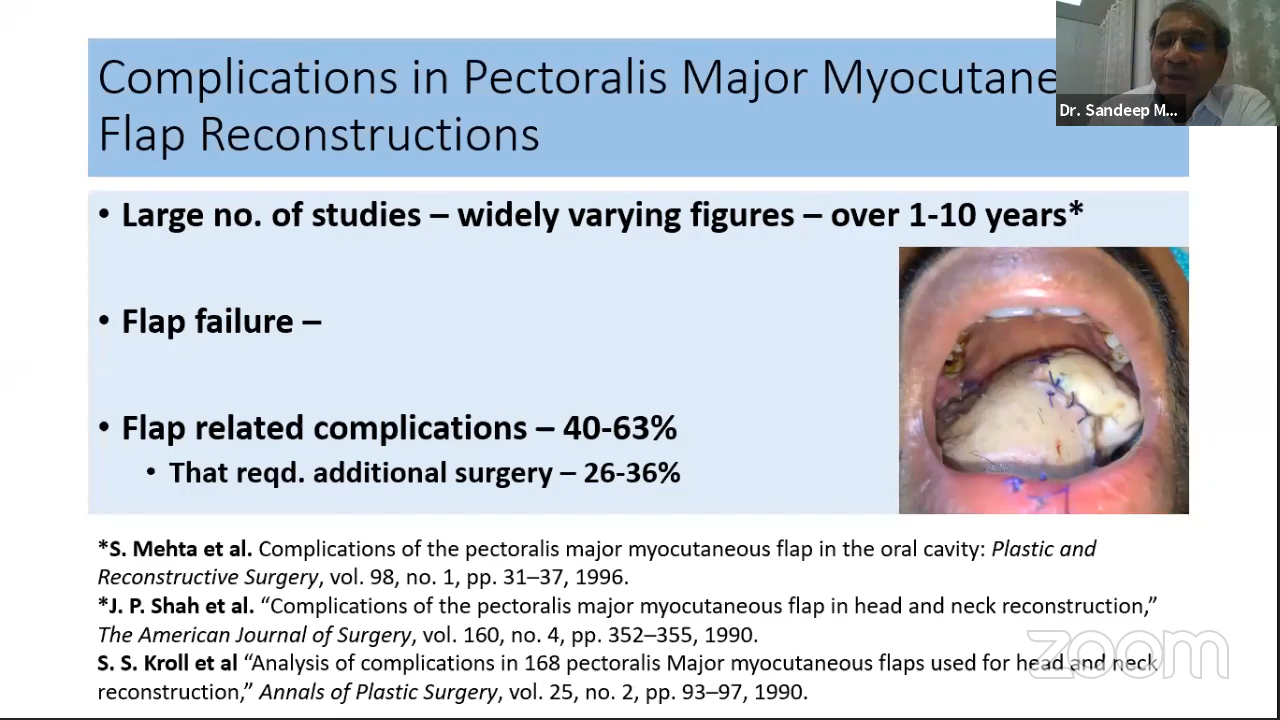 Complications in Pectoralis Major Myocutane
Flap Reconstructions
Dr. Sandeep M...
• Large no. of studies – widely varying figures – over 1-10 years*
• Flap failure –
• Flap related complications – 40-63%
• That reqd. additional surgery – 26-36%
*S. Mehta et al. Complications of the pectoralis major myocutaneous flap in the oral cavity: Plastic and
Reconstructive Surgery, vol. 98, no. 1, pp. 31–37, 1996.
*J. P. Shah et al. “Complications of the pectoralis major myocutaneous flap in head and neck reconstruction,”
The American Journal of Surgery, vol. 160, no. 4, pp. 352–355, 1990.
S. S. Kroll et al “Analysis of complications in 168 pectoralis Major myocutaneous flaps used for head and neck
reconstruction,” Annals of Plastic Surgery, vol. 25, no. 2, pp. 93–97, 1990.
zoom